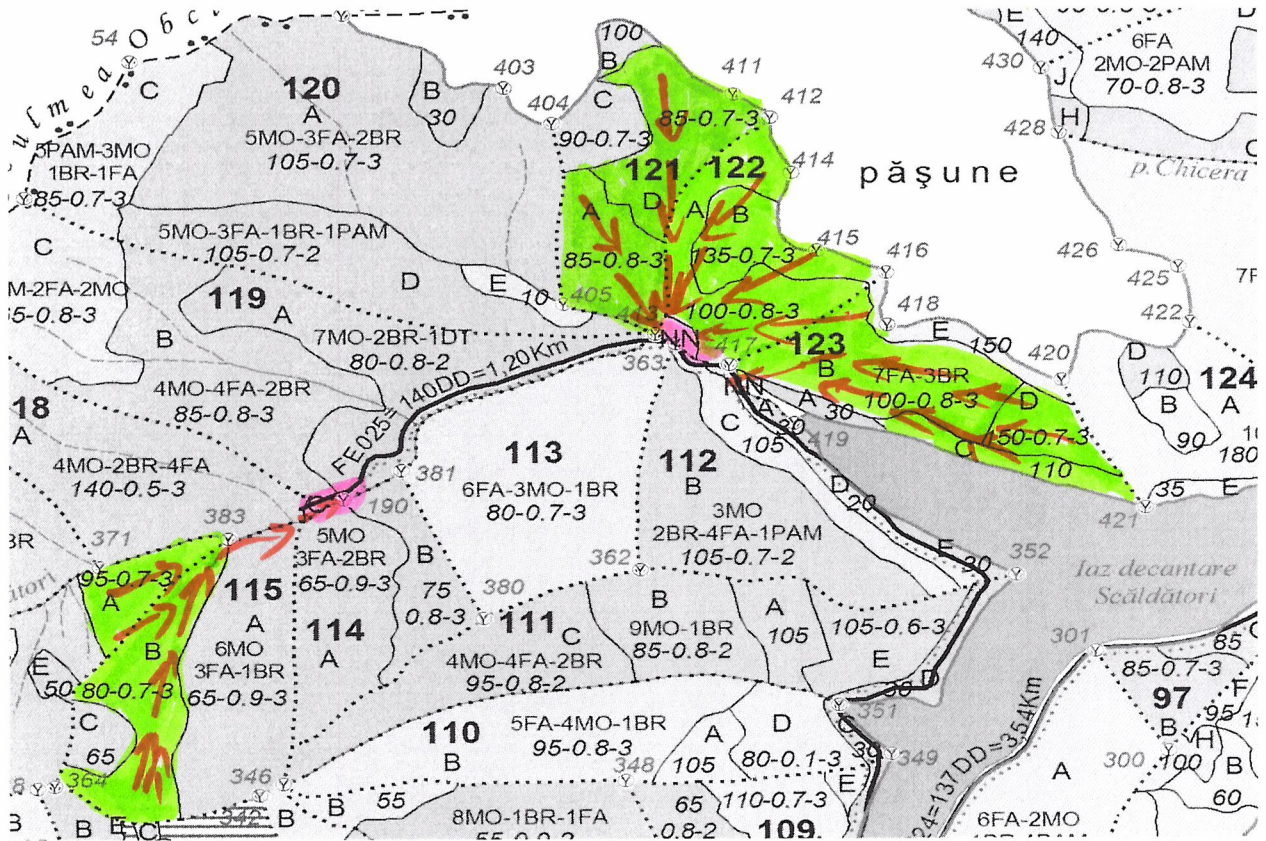 54
Obcı
Culmea
C
120
A
5MO-3FA-2BR
105-0.7-3
B
30
403
404
100
B
C
90-0.7-3
85-0.7-3
411
412
414
121
122
D
A
B
A
85-0.8-3
135-0.7-3
100-0.8-3
415
416
418
păşune
E
140
430
J
H
428
6FA
2MO-2PAM
70-0.8-3
p. Chicera
426
425
422
5PAM-3MO
1BR-1FA
85-0.7-3
C
5MO-3FA-1BR-1PAM
105-0.7-2
D
E
10
405
413
NN
417
363
119
A
B
7MO-2BR-1DT
80-0.8-2
FE025=140DD=1,20Km
4MO-4FA-2BR
85-0.8-3
18
A
4MO-2BR-4FA
140-0.5-3
123
B
7FA-3BR
100-0.8-3
E
150
420
D
150-0.7-3
C
110
421
35
E
D
110
B
90
124
A
180
NN
A
30
A
30
419
C
105
D
20
E
30
352
Iaz decantare
Scăldători
301
113
6FA-3MO-1BR
80-0.7-3
112
B
3MO
2BR-4FA-1PAM
105-0.7-2
381
C
190
383
371
95-0.7-3
A
B
80-0.7-3
E
50
C
65
364
115
A
6MO
3FA-1BR
65-0.9-3
5MO
3FA-2BR
65-0.9-3
114
A
B
75
0.8-3
380
362
111
C
4MO-4FA-2BR
95-0.8-2
B
9MO-1BR
85-0.8-2
A
105
105-0.6-3
E
30
D
351
C
39
349
110
B
5FA-4MO-1BR
95-0.8-3
A
105
D
80-0.1-3
E
348
346
342
B
B
55
8MO-1BR-1FA
65
0.8-2
110-0.7-3
109
24=137DD=3,54Km
85
85-0.7-3
97
B
F
95
H
100
300
B
60
A
6FA-2MO
B
B
E
C